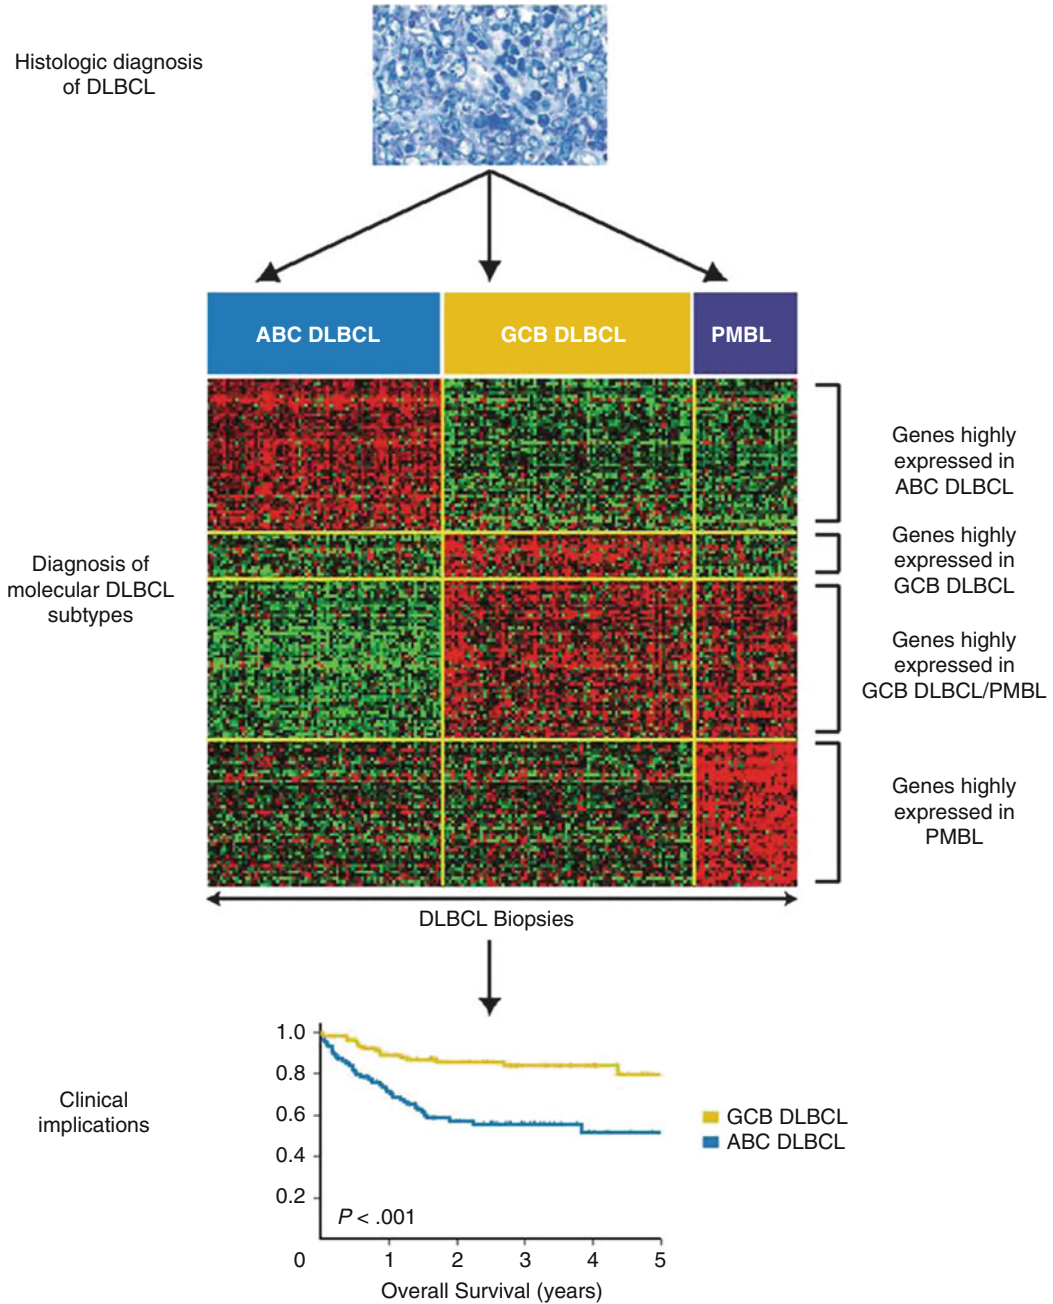 Histologic diagnosis
of DLBCL
ABC DLBCL
GCB DLBCL
PMBL
Genes highly
expressed in
ABC DLBCL
Genes highly
expressed in
GCB DLBCL
Diagnosis of
molecular DLBCL
subtypes
Genes highly
expressed in
GCB DLBCL/PMBL
Genes highly
expressed in
PMBL
DLBCL Biopsies
Clinical
implications
1.0
0.8
0.6
0.4
0.2
P < .001
GCB DLBCL
ABC DLBCL
0 1 2 3 4 5
Overall Survival (years)